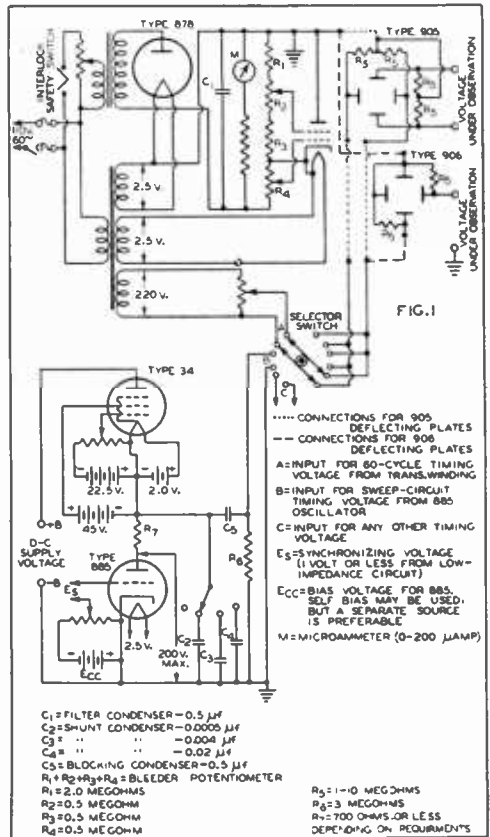 TYPE 878
TYPE 905
INTERLOCK
SAFETY SWITCH
M
C1
R1
R2
R3
R4
R5
R5
R5
R5
VOLTAGE
UNDER OBSERVATION
110V.
60~
2.5 V.
2.5 V.
220 V.
TYPE 906
VOLTAGE
UNDER OBSERVATION
FIG.1
SELECTOR
SWITCH
A
C
TYPE 34
22.5 V.
2.0 V.
45 V.
+B
D-C
SUPPLY
VOLTAGE
-B
R7
C5
R6
TYPE
885
ES
2.5 V.
ECC
200 V.
MAX.
C2
C3
C4
······ CONNECTIONS FOR 905
DEFLECTING PLATES
--- CONNECTIONS FOR 906
DEFLECTING PLATES
A=INPUT FOR 60-CYCLE TIMING
VOLTAGE FROM TRANS.WINDING
B=INPUT FOR SWEEP-CIRCUIT
TIMING VOLTAGE FROM 885
OSCILLATOR
C=INPUT FOR ANY OTHER TIMING
VOLTAGE
ES=SYNCHRONIZING VOLTAGE
(1 VOLT OR LESS FROM LOW-
IMPEDANCE CIRCUIT)
ECC=BIAS VOLTAGE FOR 885.
SELF BIAS MAY BE USED,
BUT A SEPARATE SOURCE
IS PREFERABLE
M=MICROAMMETER (0-200 µAMP)
C1=FILTER CONDENSER-0.5 µf
C2=SHUNT CONDENSER-0.0005 µf
C3= " " -0.004 µf
C4= " " -0.02 µf
C5=BLOCKING CONDENSER-0.5 µf
R1+R2+R3+R4=BLEEDER POTENTIOMETER
R1=2.0 MEGOHMS
R2=0.5 MEGOHM
R3=0.5 MEGOHM
R4=0.5 MEGOHM
R5=1-10 MEGOHMS
R6=3 MEGOHMS
R7=700 OHMS.OR LESS
DEPENDING ON REQUIRMENTS